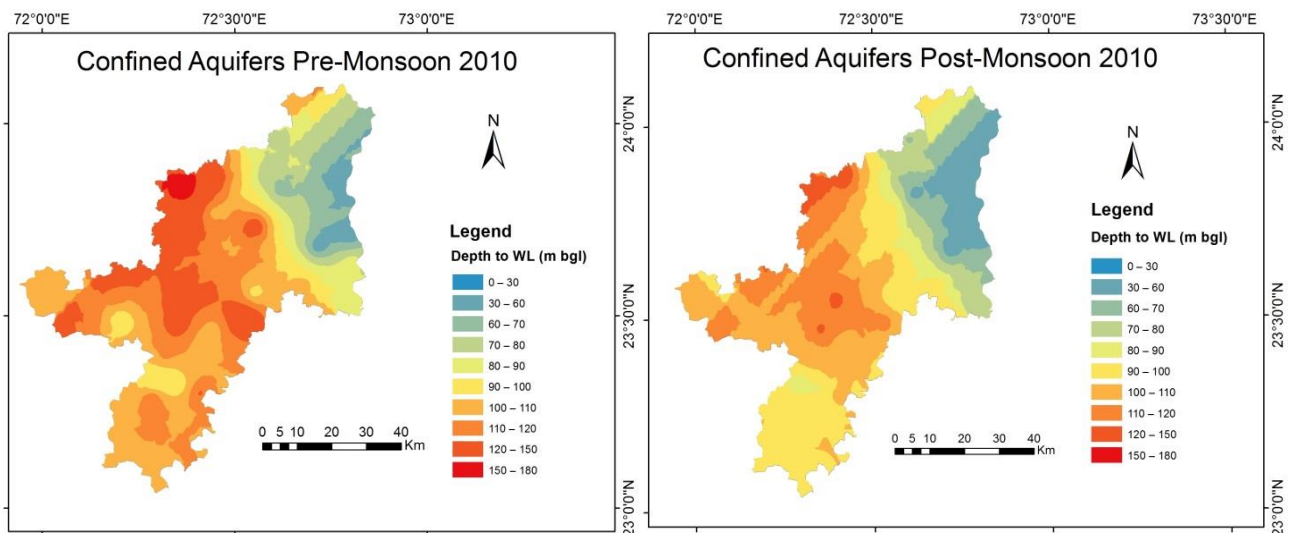 72°0'0"E 72°30'0"E 73°0'0"E
Confined Aquifers Pre-Monsoon 2010
N
24°0'0"N
Legend
Depth to WL (m bgl)
0 – 30
30 – 60
60 – 70
70 – 80
80 – 90
90 – 100
100 – 110
110 – 120
120 – 150
150 – 180
23°30'0"N
0 5 10 20 30 40
Km
23°0'0"N
72°0'0"E 72°30'0"E 73°0'0"E 73°30'0"E
Confined Aquifers Post-Monsoon 2010
N
24°0'0"N
Legend
Depth to WL (m bgl)
0 – 30
30 – 60
60 – 70
70 – 80
80 – 90
90 – 100
100 – 110
110 – 120
120 – 150
150 – 180
23°30'0"N
0 5 10 20 30 40
Km
23°0'0"N